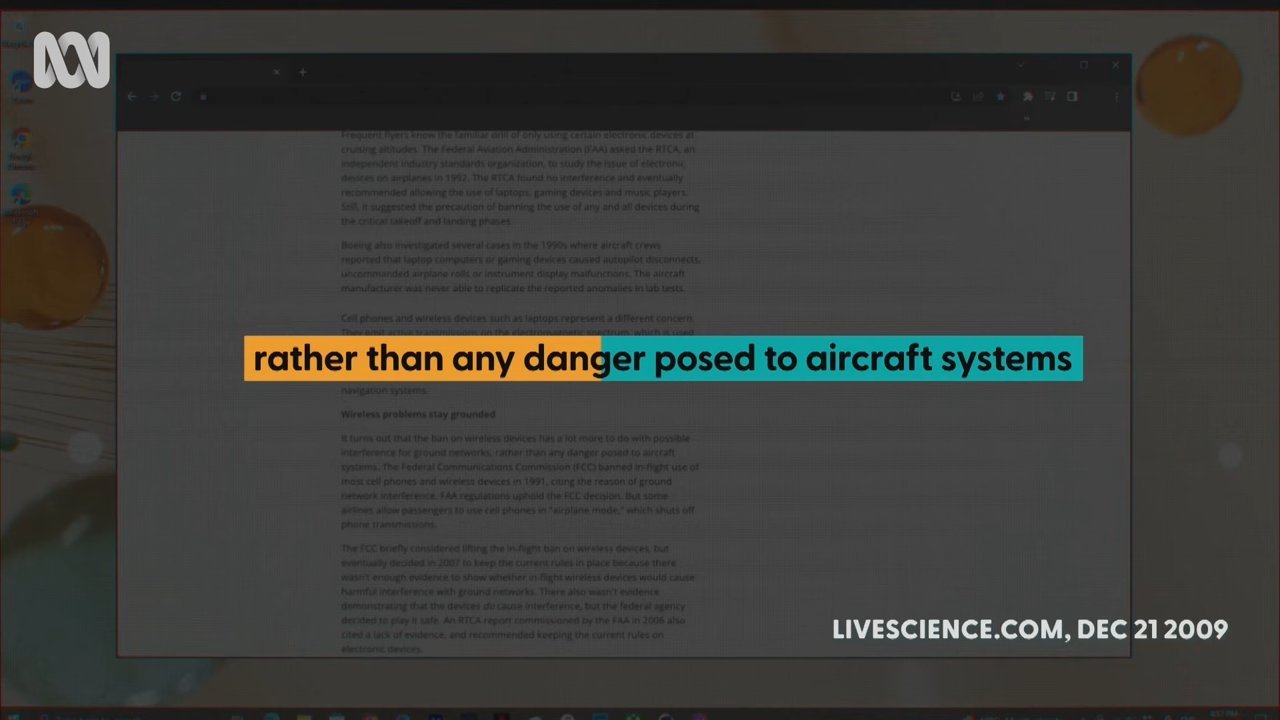 Frequent flyers know the familiar drill of only using certain electronic devices at
cruising altitudes. The Federal Aviation Administration (FAA) asked the RTCA, an
independent industry standards organization, to study the issue of electronic
devices on airplanes in 1992. The RTCA found no interference and eventually
recommended allowing the use of laptops, gaming devices and music players.
Still, it suggested the precaution of banning the use of any and all devices during
the critical takeoff and landing phases.
Boeing also investigated several cases in the 1990s where aircraft crews
reported that laptop computers or gaming devices caused autopilot disconnects,
uncommanded airplane rolls or instrument display malfunctions. The aircraft
manufacturer was never able to replicate the reported anomalies in lab tests.
Cell phones and wireless devices such as laptops represent a different concern.
They emit active transmissions on the electromagnetic spectrum, which is used
rather than any danger posed to aircraft systems
navigation systems.
Wireless problems stay grounded
It turns out that the ban on wireless devices has a lot more to do with possible
interference for ground networks, rather than any danger posed to aircraft
systems. The Federal Communications Commission (FCC) banned in-flight use of
most cell phones and wireless devices in 1991, citing the reason of ground
network interference. FAA regulations uphold the FCC decision. But some
airlines allow passengers to use cell phones in "airplane mode," which shuts off
phone transmissions.
The FCC briefly considered lifting the in-flight ban on wireless devices, but
eventually decided in 2007 to keep the current rules in place because there
wasn't enough evidence to show whether in-flight wireless devices would cause
harmful interference with ground networks. There also wasn't evidence
demonstrating that the devices do cause interference, but the federal agency
decided to play it safe. An RTCA report commissioned by the FAA in 2006 also
cited a lack of evidence, and recommended keeping the current rules on
electronic devices.
LIVESCIENCE.COM, DEC 21 2009